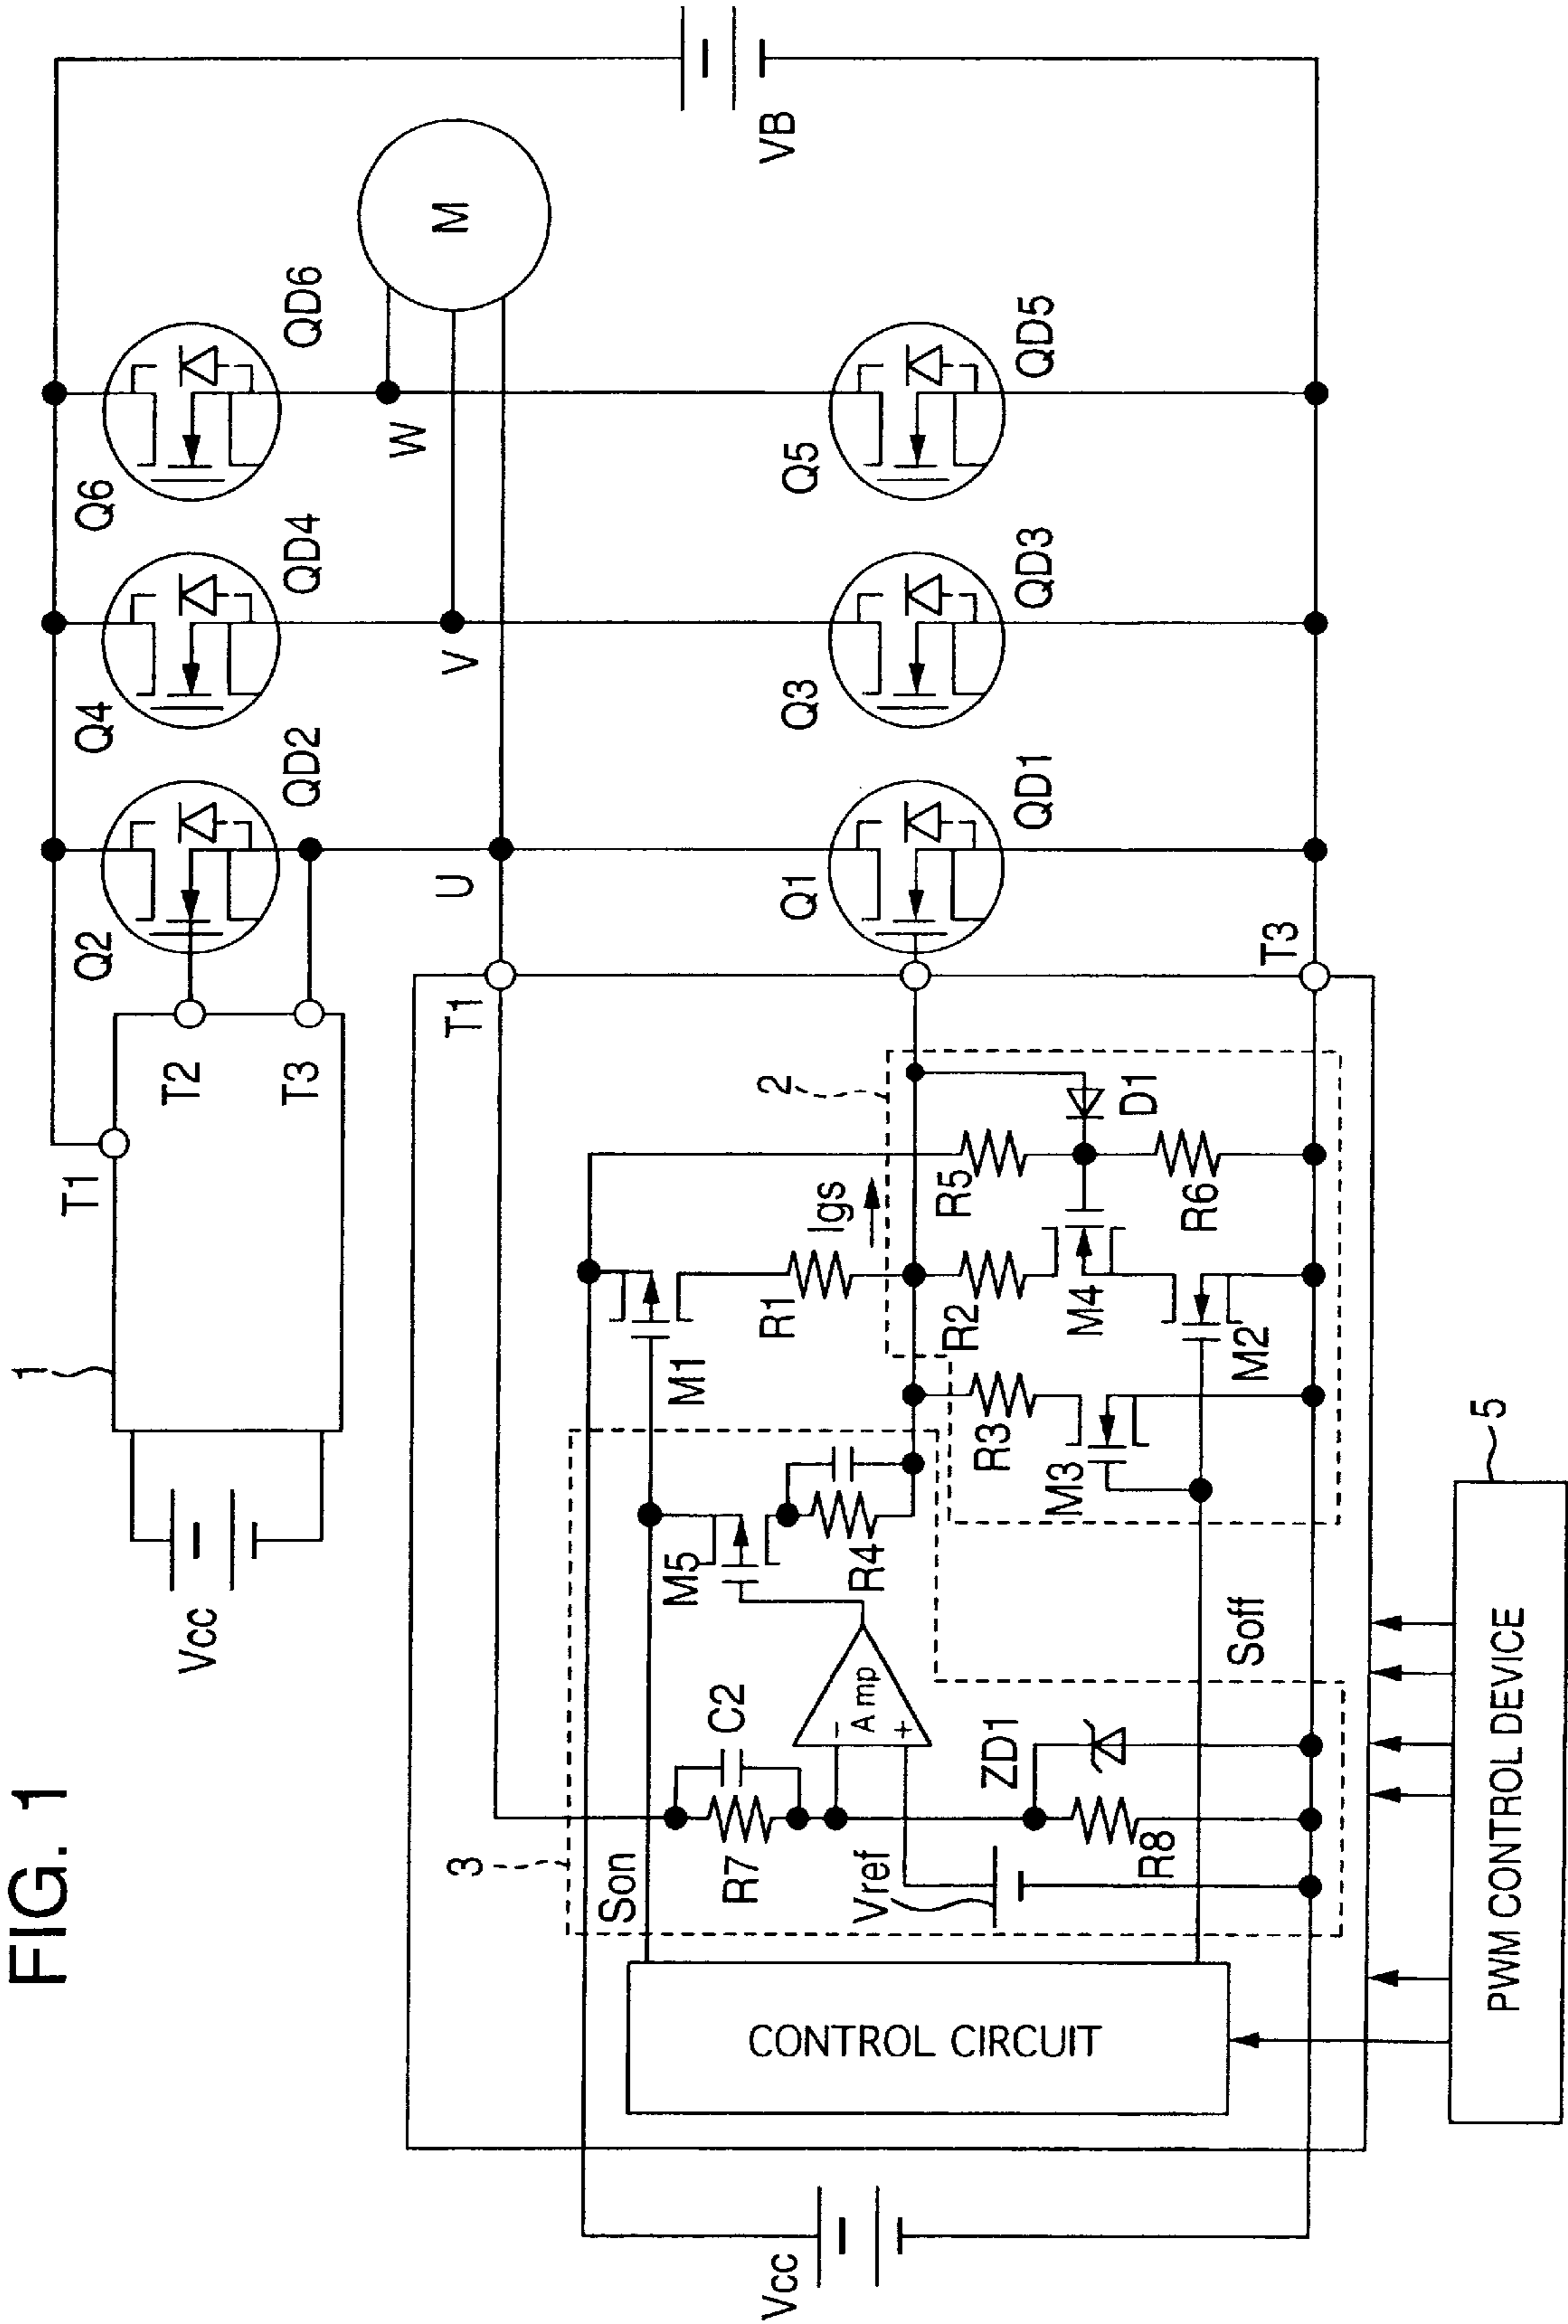 FIG. 1
1
T1
T2
T3
Vcc
Q2
QD2
Q4
QD4
Q6
QD6
M
VB
U
V
W
Q1
QD1
Q3
QD3
Q5
QD5
T1
T3
3
Son
R7
C2
Amp
−
+
Vref
ZD1
R8
M5
R4
M1
R1
Igs
2
R5
D1
R6
R2
M4
M2
R3
M3
Soff
CONTROL CIRCUIT
Vcc
PWM CONTROL DEVICE
5